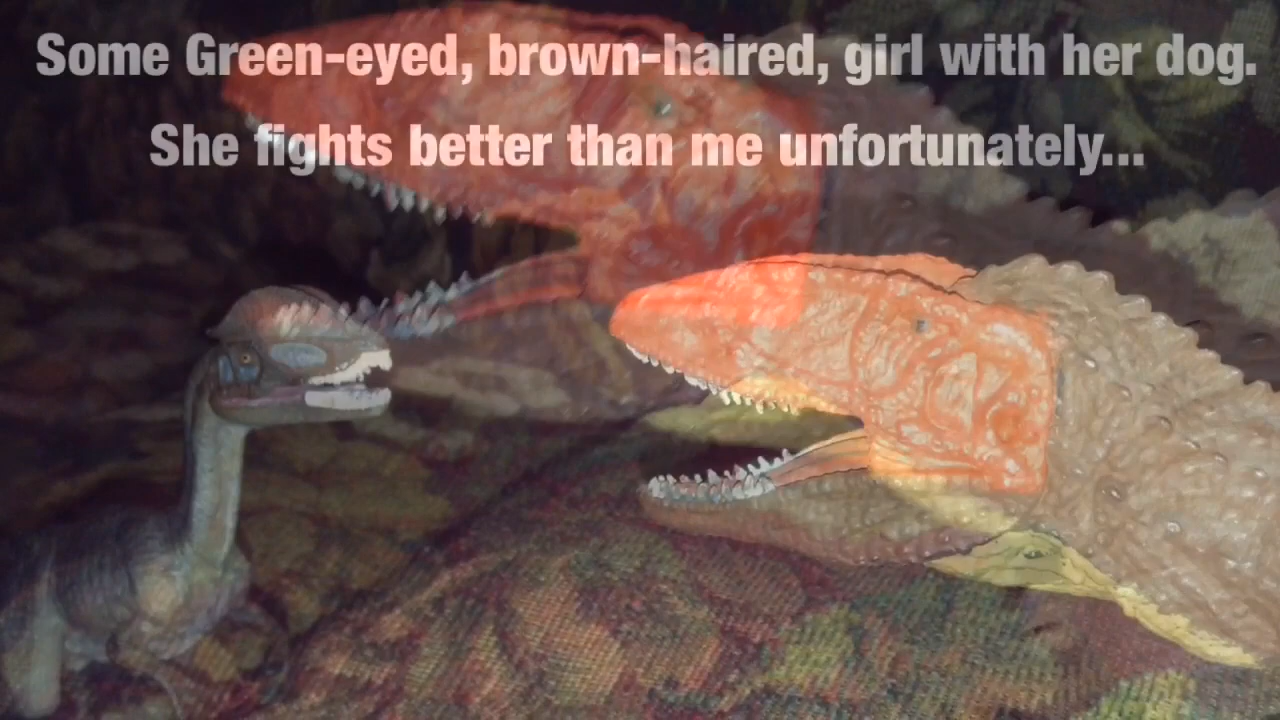 Some Green-eyed, brown-haired, girl with her dog.
She fights better than me unfortunately...